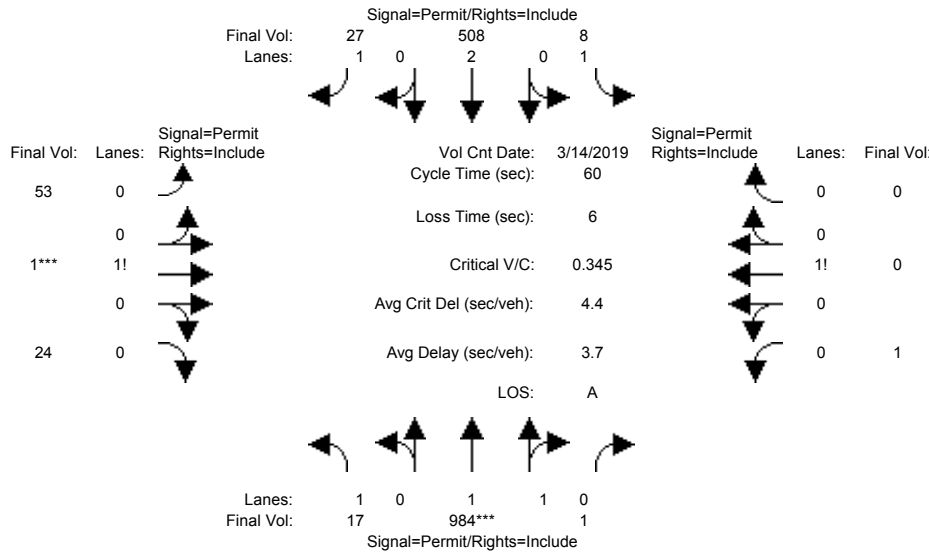 Signal=Permit/Rights=Include
Final Vol: 27 508 8
Lanes: 1 0 2 0 1
Signal=Permit
Final Vol: Lanes: Rights=Include
Vol Cnt Date: 3/14/2019
Signal=Permit
Rights=Include Lanes: Final Vol:
Cycle Time (sec): 60
53 0
0 0
Loss Time (sec): 6
0
0
1*** 1!
Critical V/C: 0.345
1! 0
0
Avg Crit Del (sec/veh): 4.4
0
24 0
Avg Delay (sec/veh): 3.7
0 1
LOS: A
Lanes: 1 0 1 1 0
Final Vol: 17 984*** 1
Signal=Permit/Rights=Include